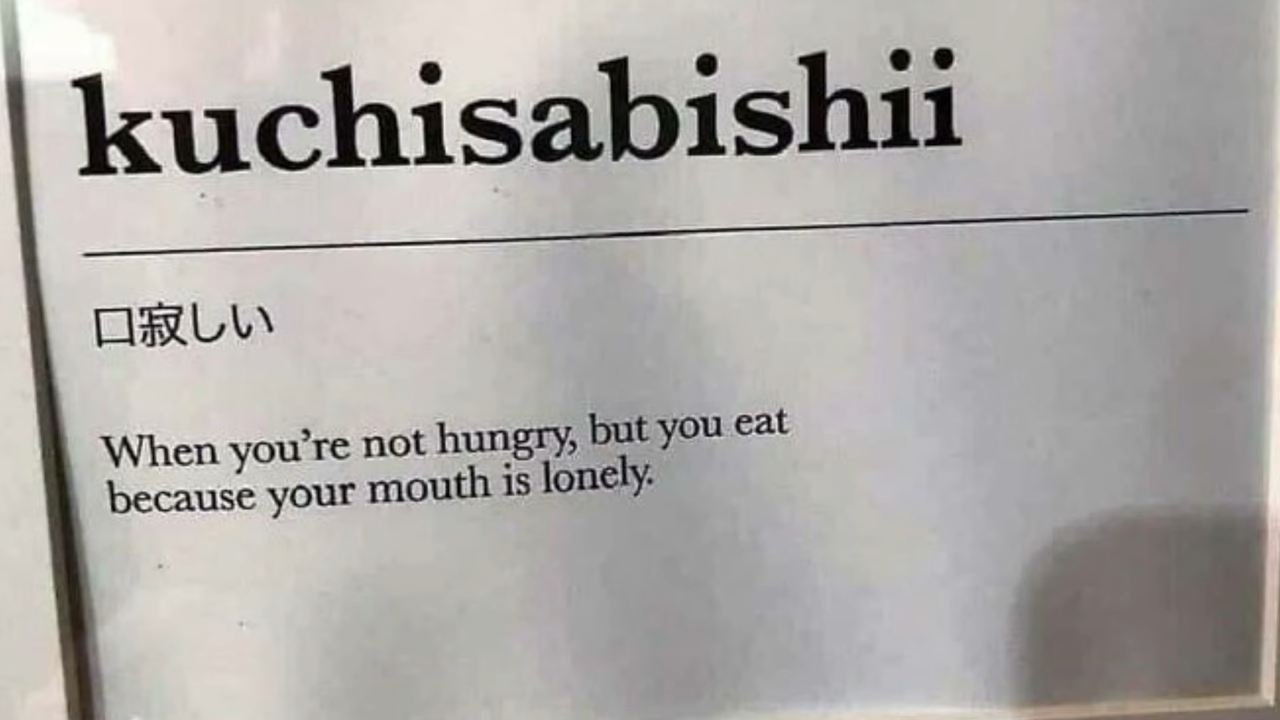 kuchisabishii
口寂しい
When you’re not hungry, but you eat
because your mouth is lonely.